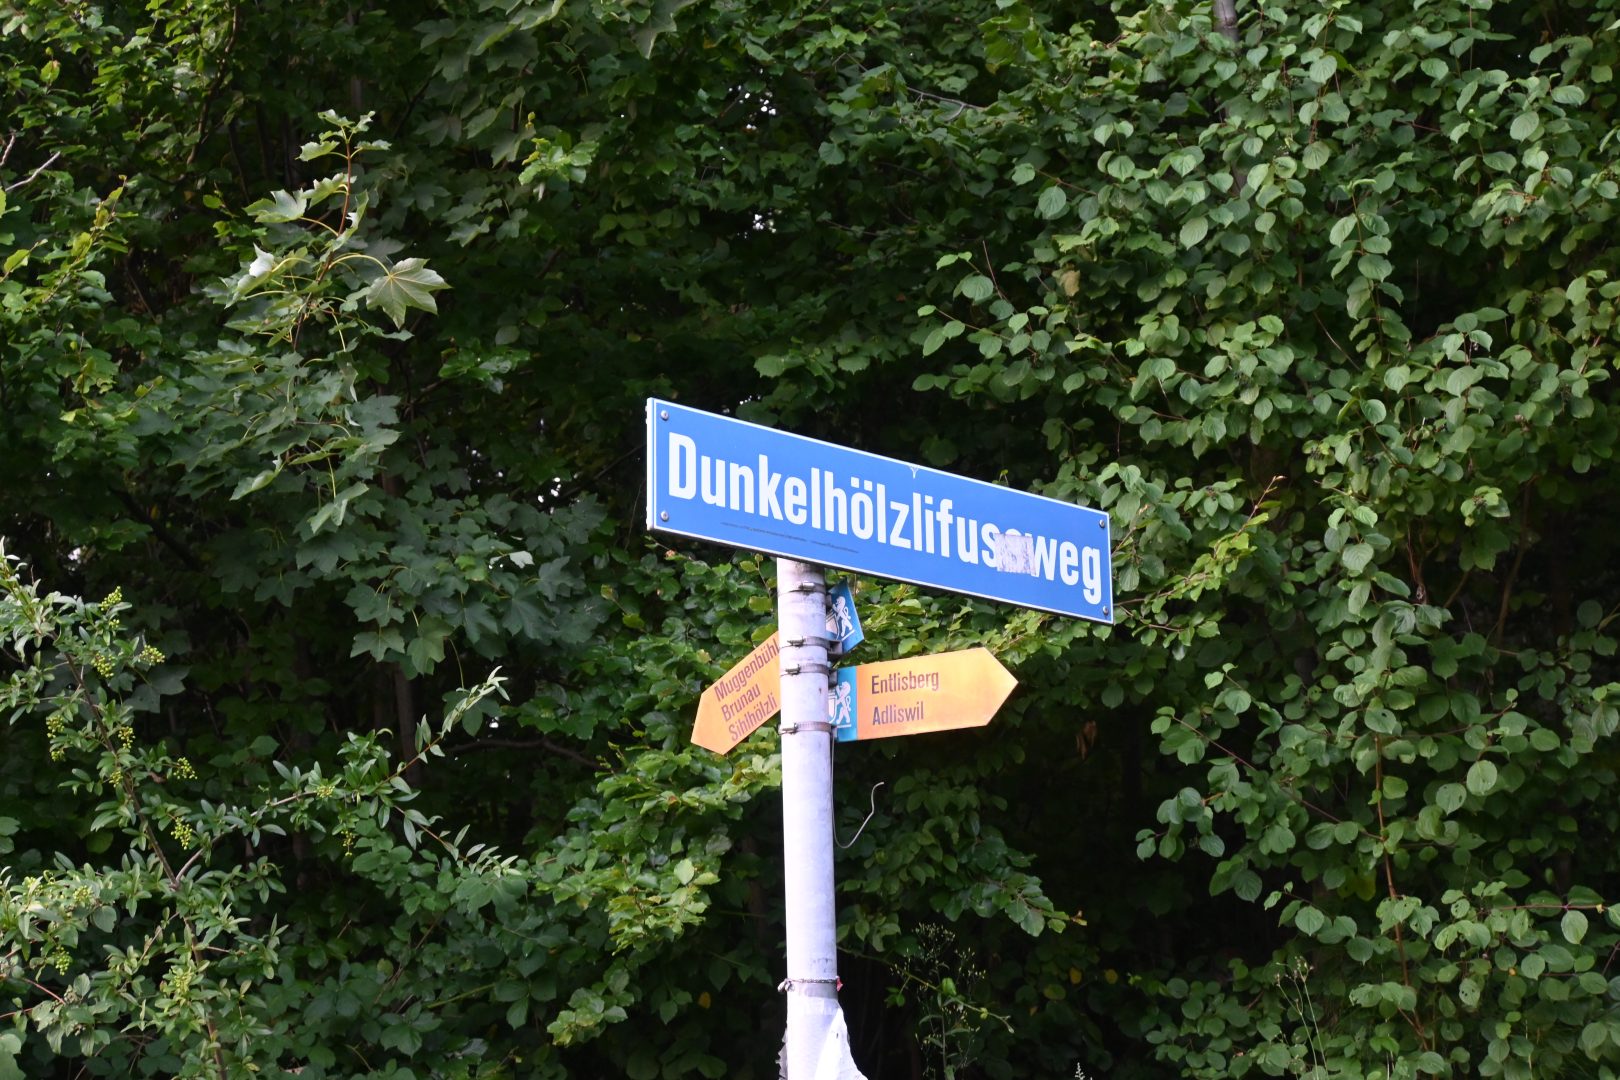 Dunkelhölzlifussweg
Muggenbühl
Brunau
Sihlhölzli
Entlisberg
Adliswil